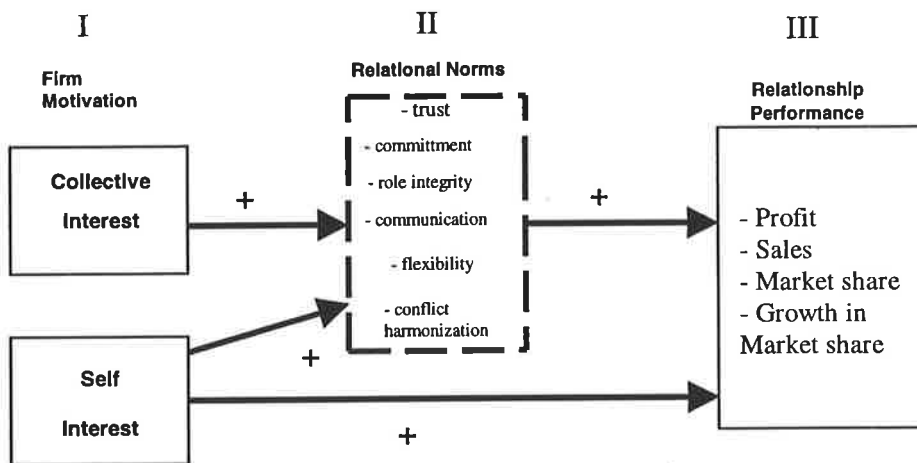 I
II
III
Firm
Motivation
Relational Norms
Relationship
Performance
Collective
Interest
+
- trust
- committment
- role integrity
- communication
- flexibility
- conflict
harmonization
+
- Profit
- Sales
- Market share
- Growth in
Market share
Self
Interest
+
+